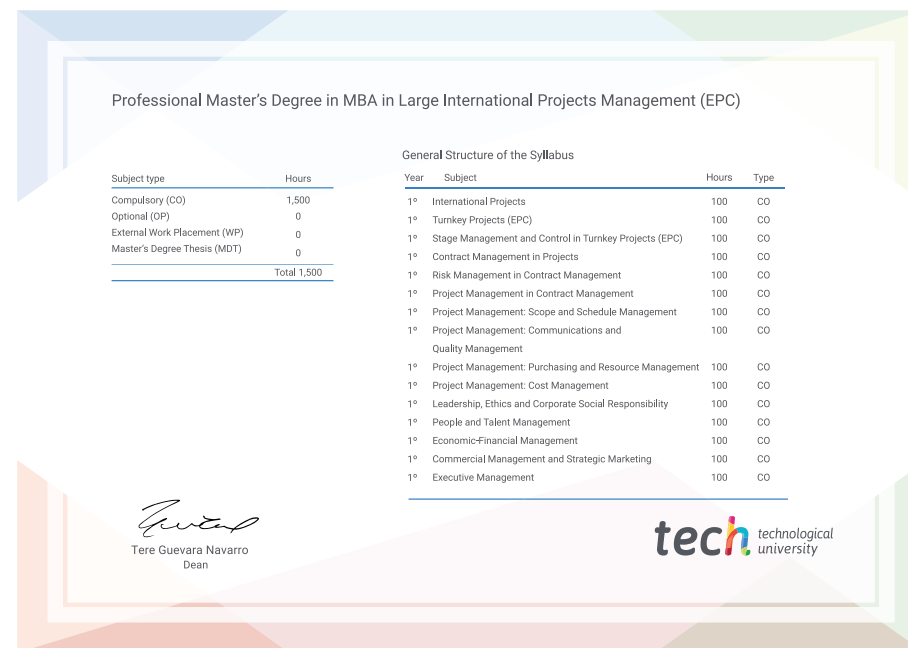 Professional Master's Degree in MBA in Large International Projects Management (EPC)
Subject type Hours
Compulsory (CO) 1,500
Optional (OP) 0
External Work Placement (WP) 0
Master's Degree Thesis (MDT) 0
Total 1,500
General Structure of the Syllabus
Year Subject Hours Type
1º International Projects 100 CO
1º Turnkey Projects (EPC) 100 CO
1º Stage Management and Control in Turnkey Projects (EPC) 100 CO
1º Contract Management in Projects 100 CO
1º Risk Management in Contract Management 100 CO
1º Project Management in Contract Management 100 CO
1º Project Management: Scope and Schedule Management 100 CO
1º Project Management: Communications and 100 CO
Quality Management
1º Project Management: Purchasing and Resource Management 100 CO
1º Project Management: Cost Management 100 CO
1º Leadership, Ethics and Corporate Social Responsibility 100 CO
1º People and Talent Management 100 CO
1º Economic-Financial Management 100 CO
1º Commercial Management and Strategic Marketing 100 CO
1º Executive Management 100 CO
Tere Guevara Navarro
Dean
tech technological
university